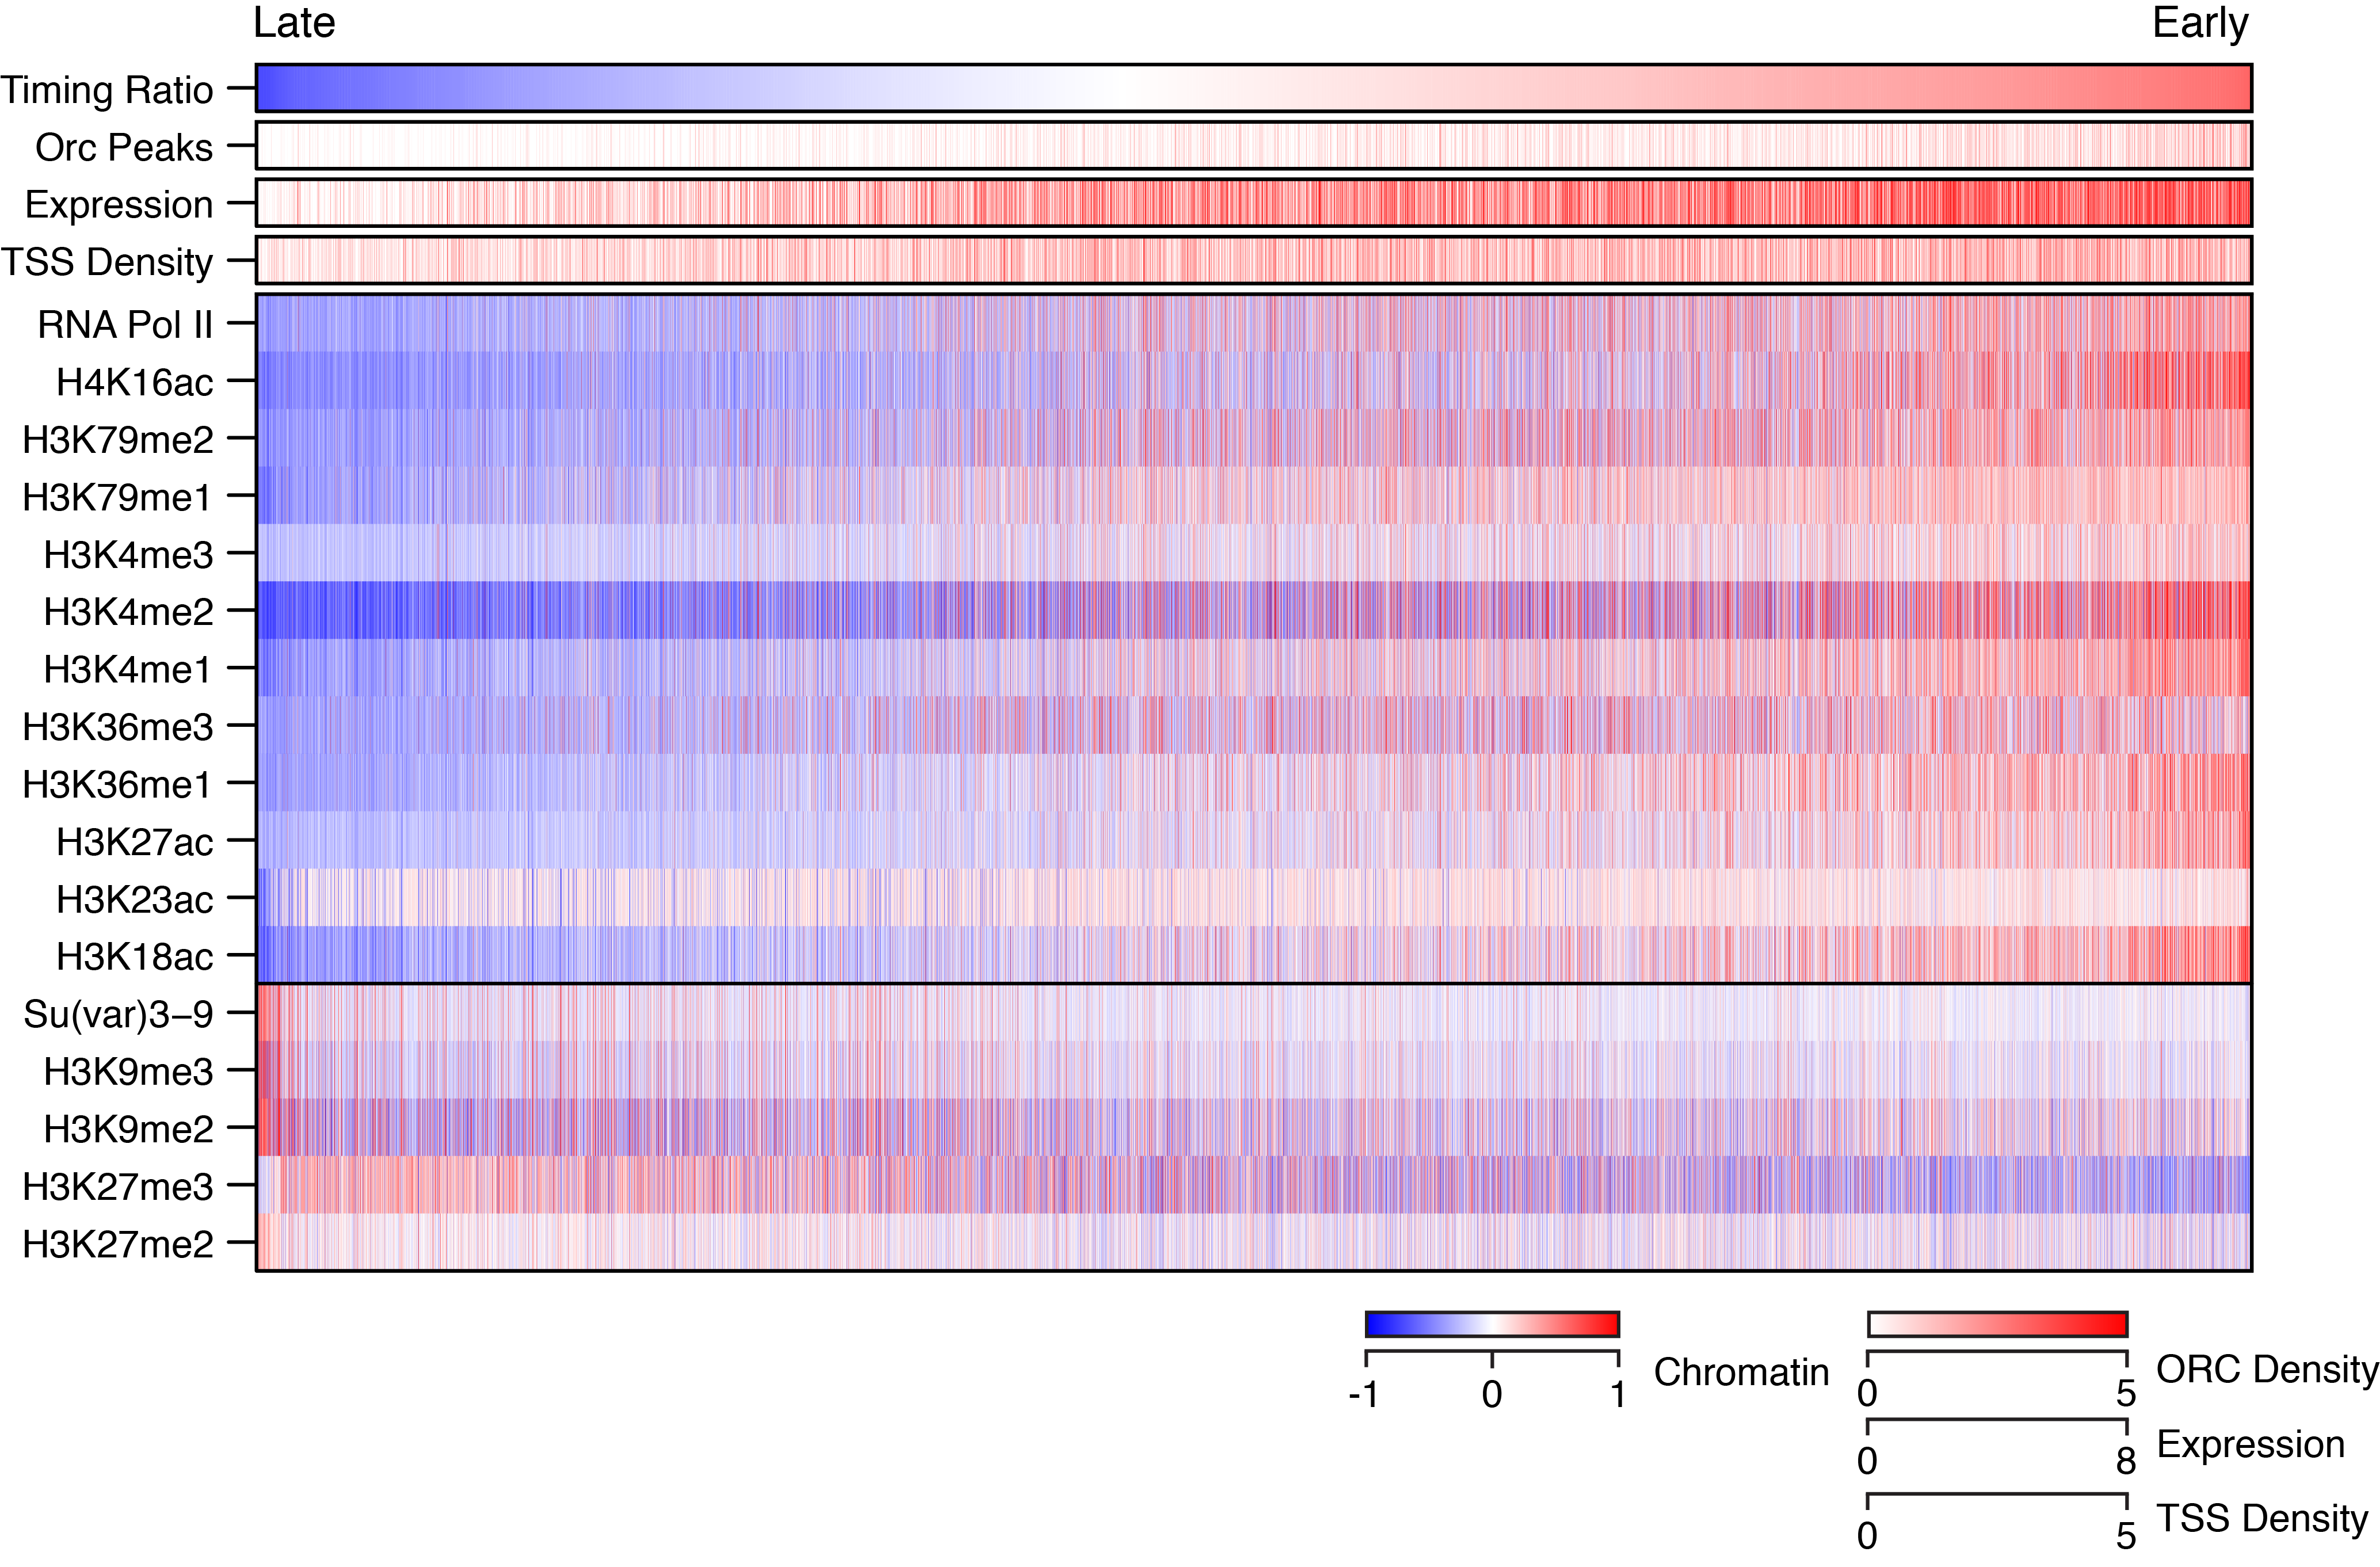 Late Early
Timing Ratio
Orc Peaks
Expression
TSS Density
RNA Pol II
H4K16ac
H3K79me2
H3K79me1
H3K4me3
H3K4me2
H3K4me1
H3K36me3
H3K36me1
H3K27ac
H3K23ac
H3K18ac
Su(var)3−9
H3K9me3
H3K9me2
H3K27me3
H3K27me2
-1 0 1 Chromatin
0 5 ORC Density
0 8 Expression
0 5 TSS Density